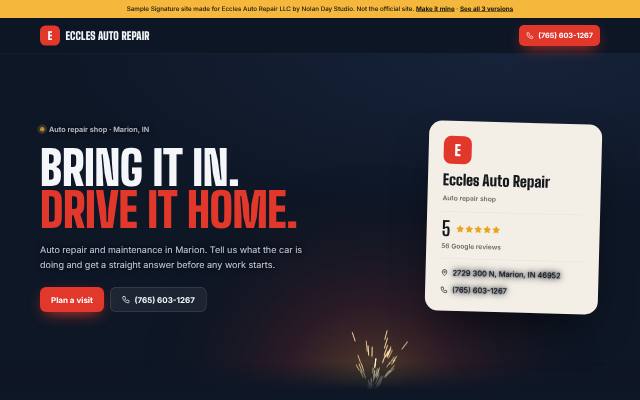 Sample Signature site made for Eccles Auto Repair LLC by Nolan Day Studio. Not the official site. Make it mine · See all 3 versions
E ECCLES AUTO REPAIR
(765) 603-1267
Auto repair shop · Marion, IN
BRING IT IN.
DRIVE IT HOME.
Auto repair and maintenance in Marion. Tell us what the car is
doing and get a straight answer before any work starts.
Plan a visit
(765) 603-1267
E
Eccles Auto Repair
Auto repair shop
5
56 Google reviews
2729 300 N, Marion, IN 46952
(765) 603-1267